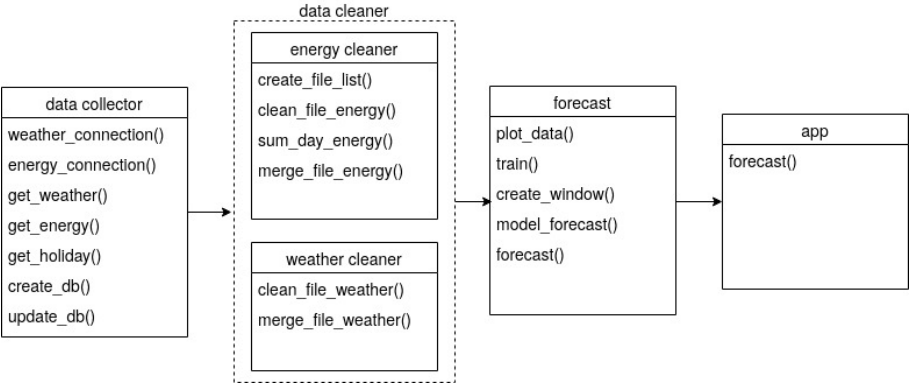 data cleaner
data collector
weather_connection()
energy_connection()
get_weather()
get_energy()
get_holiday()
create_db()
update_db()
energy cleaner
create_file_list()
clean_file_energy()
sum_day_energy()
merge_file_energy()
weather cleaner
clean_file_weather()
merge_file_weather()
forecast
plot_data()
train()
create_window()
model_forecast()
forecast()
app
forecast()